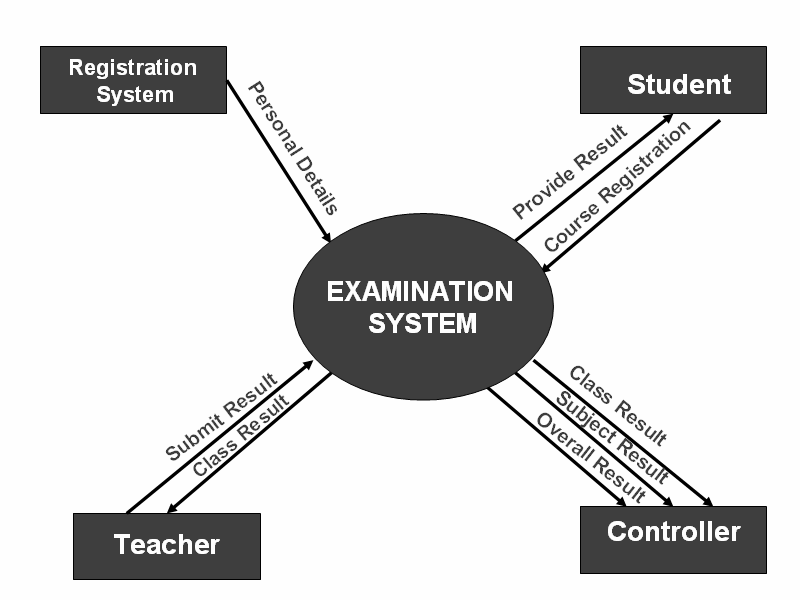 Registration
System
Student
Personal Details
Provide Result
Course Registration
EXAMINATION
SYSTEM
Submit Result
Class Result
Class Result
Subject Result
Overall Result
Teacher
Controller